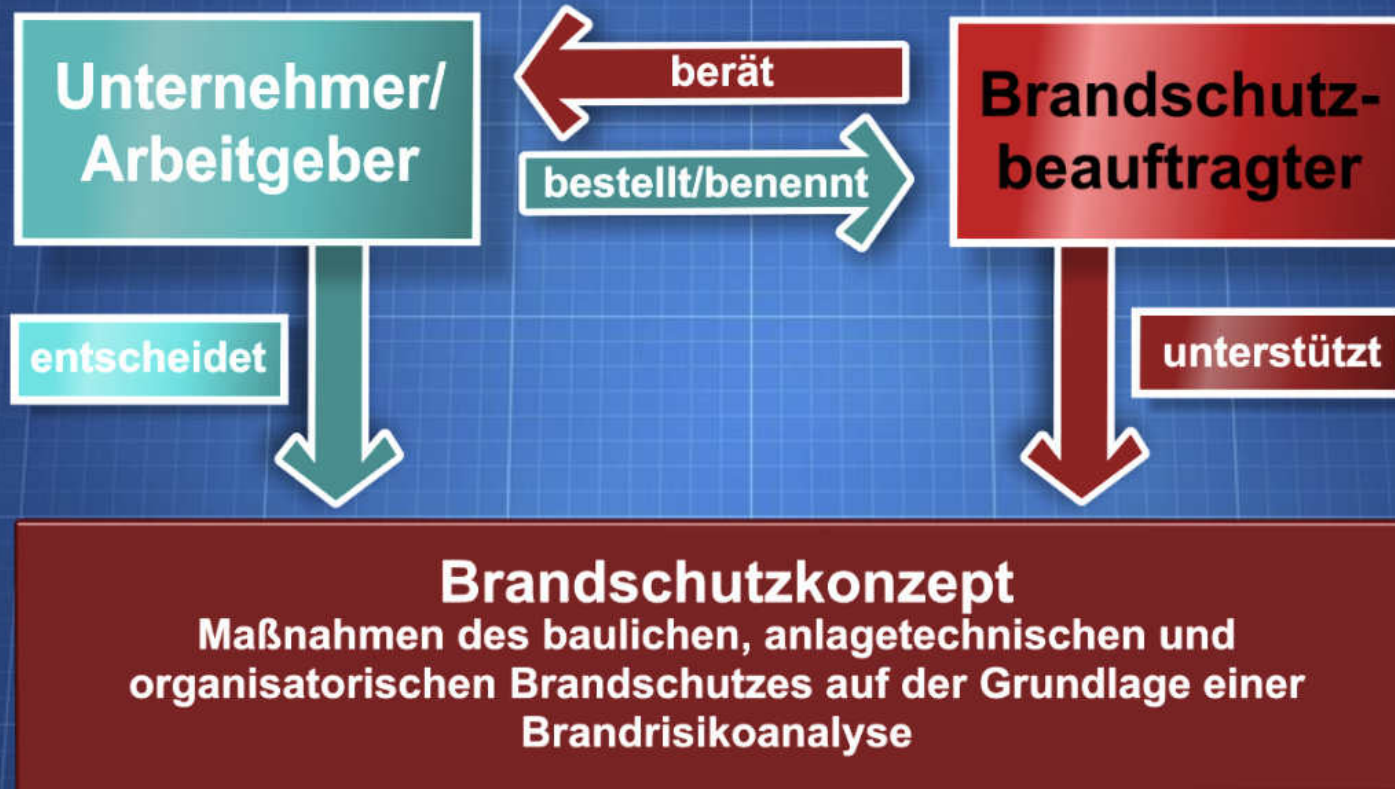 Unternehmer/
Arbeitgeber
berät
bestellt/benennt
Brandschutz-
beauftragter
entscheidet
unterstützt
Brandschutzkonzept
Maßnahmen des baulichen, anlagetechnischen und
organisatorischen Brandschutzes auf der Grundlage einer
Brandrisikoanalyse